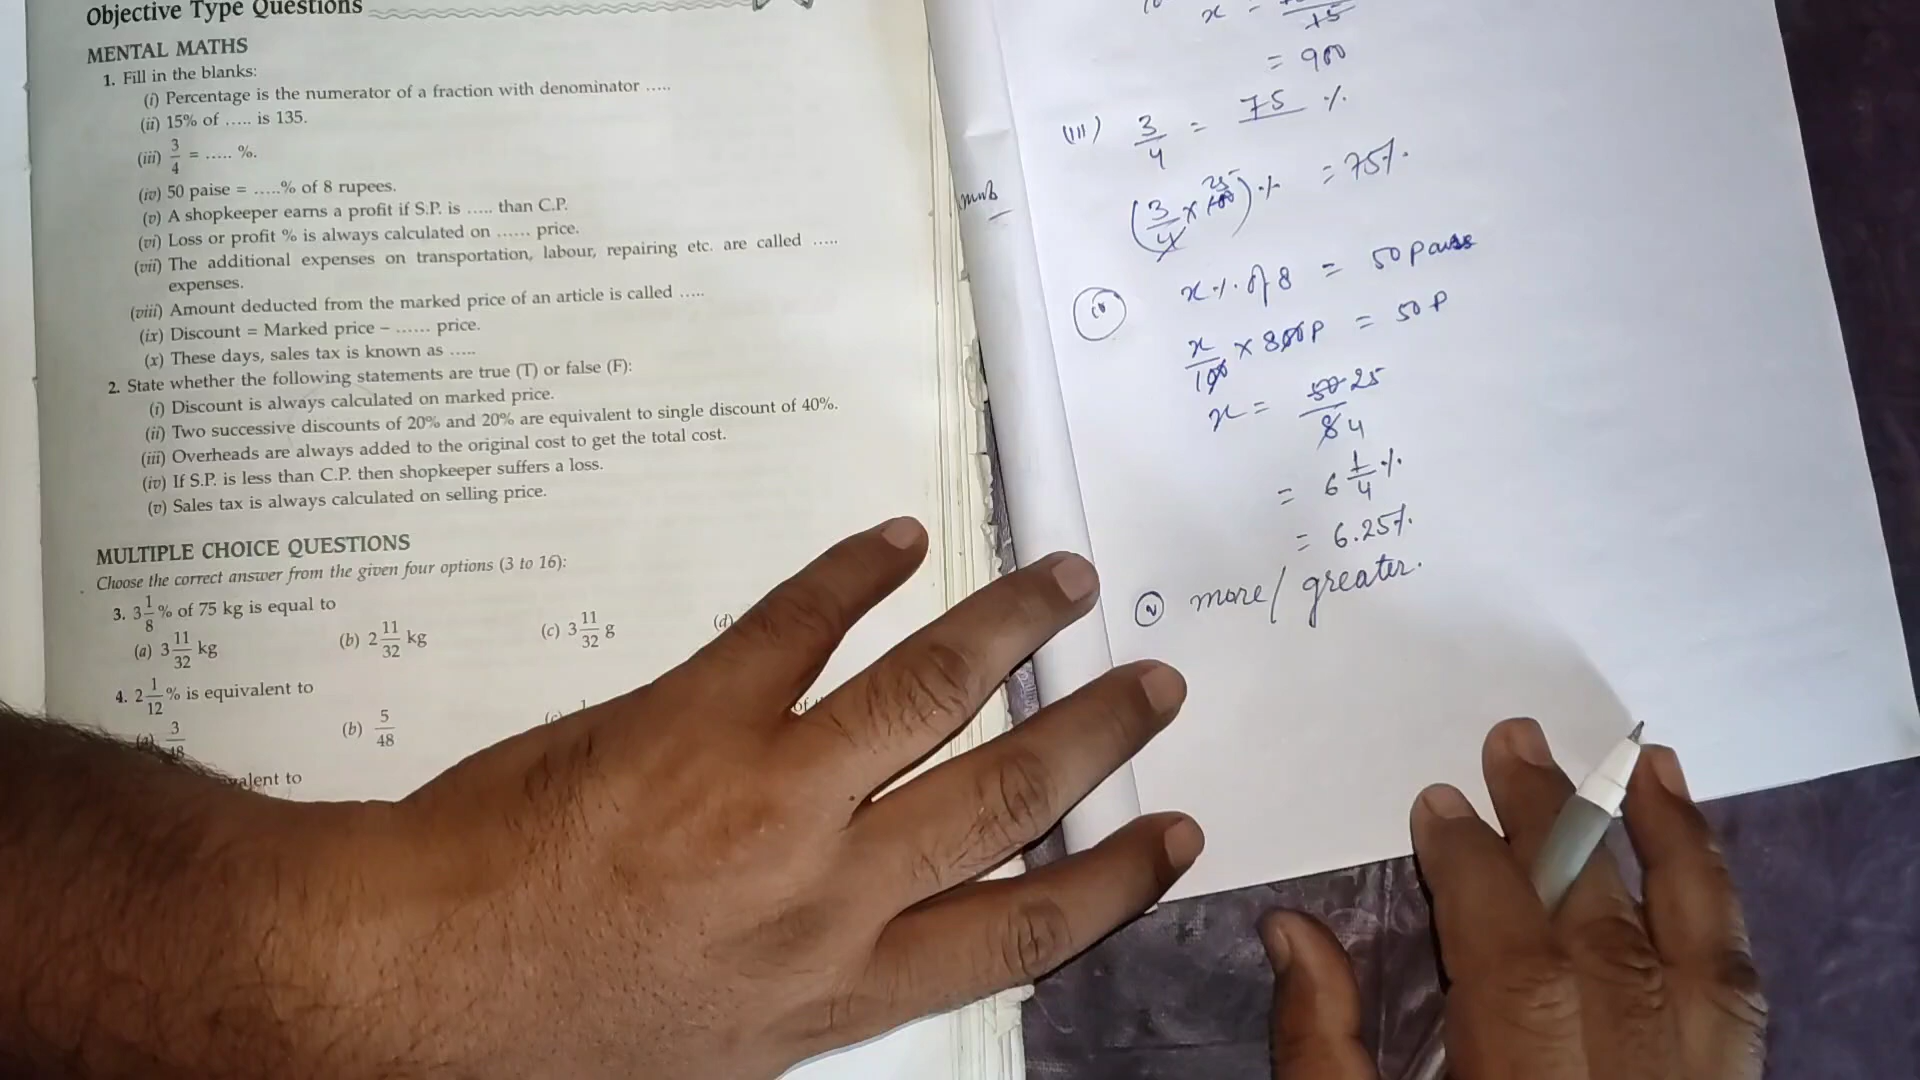 Objective Type Questions
MENTAL MATHS
1. Fill in the blanks:
(i) Percentage is the numerator of a fraction with denominator .....
(ii) 15% of ..... is 135.
(iii) 3/4 = ..... %.
(iv) 50 paise = .....% of 8 rupees.
(v) A shopkeeper earns a profit if S.P. is ..... than C.P.
(vi) Loss or profit % is always calculated on ...... price.
(vii) The additional expenses on transportation, labour, repairing etc. are called .....
expenses.
(viii) Amount deducted from the marked price of an article is called .....
(ix) Discount = Marked price – ...... price.
(x) These days, sales tax is known as .....
2. State whether the following statements are true (T) or false (F):
(i) Discount is always calculated on marked price.
(ii) Two successive discounts of 20% and 20% are equivalent to single discount of 40%.
(iii) Overheads are always added to the original cost to get the total cost.
(iv) If S.P. is less than C.P. then shopkeeper suffers a loss.
(v) Sales tax is always calculated on selling price.
MULTIPLE CHOICE QUESTIONS
Choose the correct answer from the given four options (3 to 16):
3. 3 1/8 % of 75 kg is equal to
(a) 3 11/32 kg (b) 2 11/32 kg (c) 3 11/32 g (d)
4. 2 1/12 % is equivalent to
(a) 3/48 (b) 5/48 (c) 1
to
x = /15
= 900
(iii) 3/4 = 75 %
(3/4 × 100 25) % = 75%
(iv) x % of 8 = 50 paise
x/100 × 800p = 50 P
x = 50 25 / 8 4
= 6 1/4 %
= 6.25%
(v) more/greater.